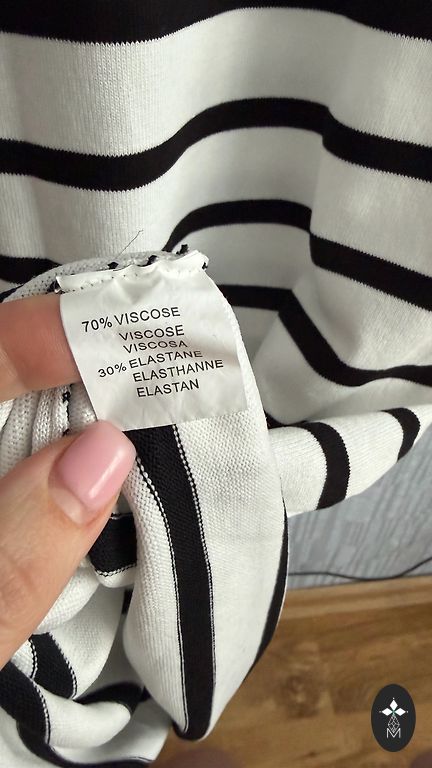 70% VISCOSE
VISCOSE
VISCOSA
30% ELASTANE
ELASTHANNE
ELASTAN